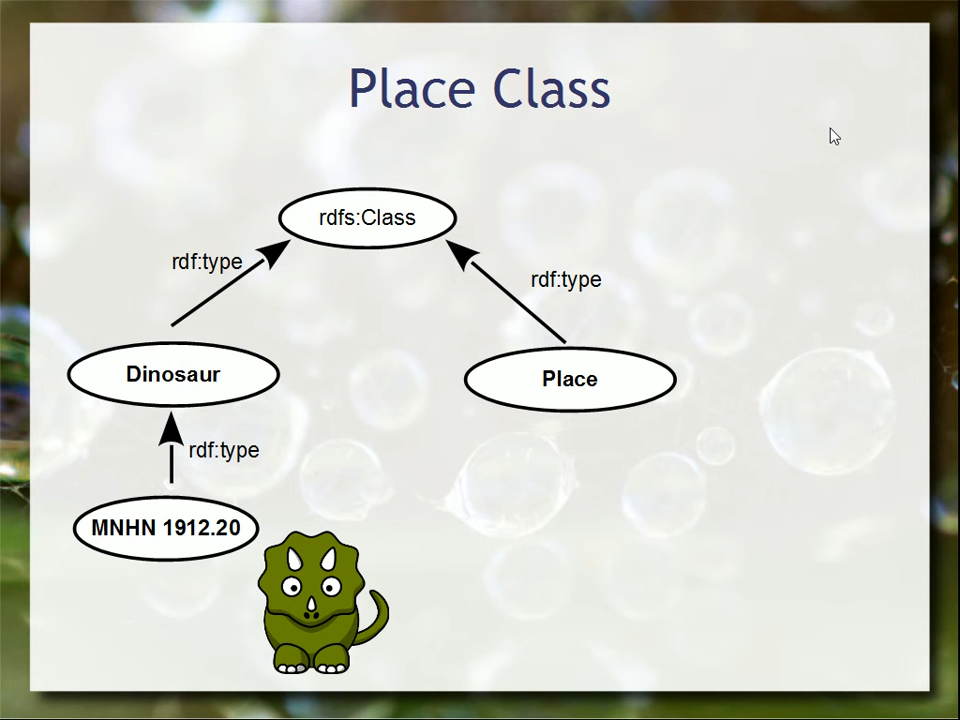 Place Class
rdfs:Class
rdf:type
rdf:type
Dinosaur
Place
rdf:type
MNHN 1912.20